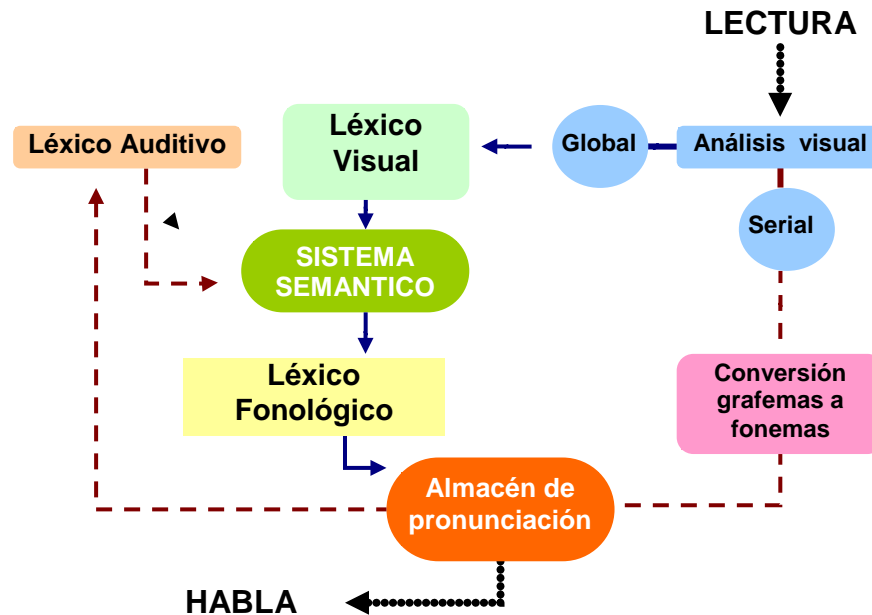 LECTURA
Léxico Auditivo
Léxico
Visual
Global
Análisis visual
Serial
SISTEMA
SEMANTICO
Léxico
Fonológico
Conversión
grafemas a
fonemas
Almacén de
pronunciación
HABLA